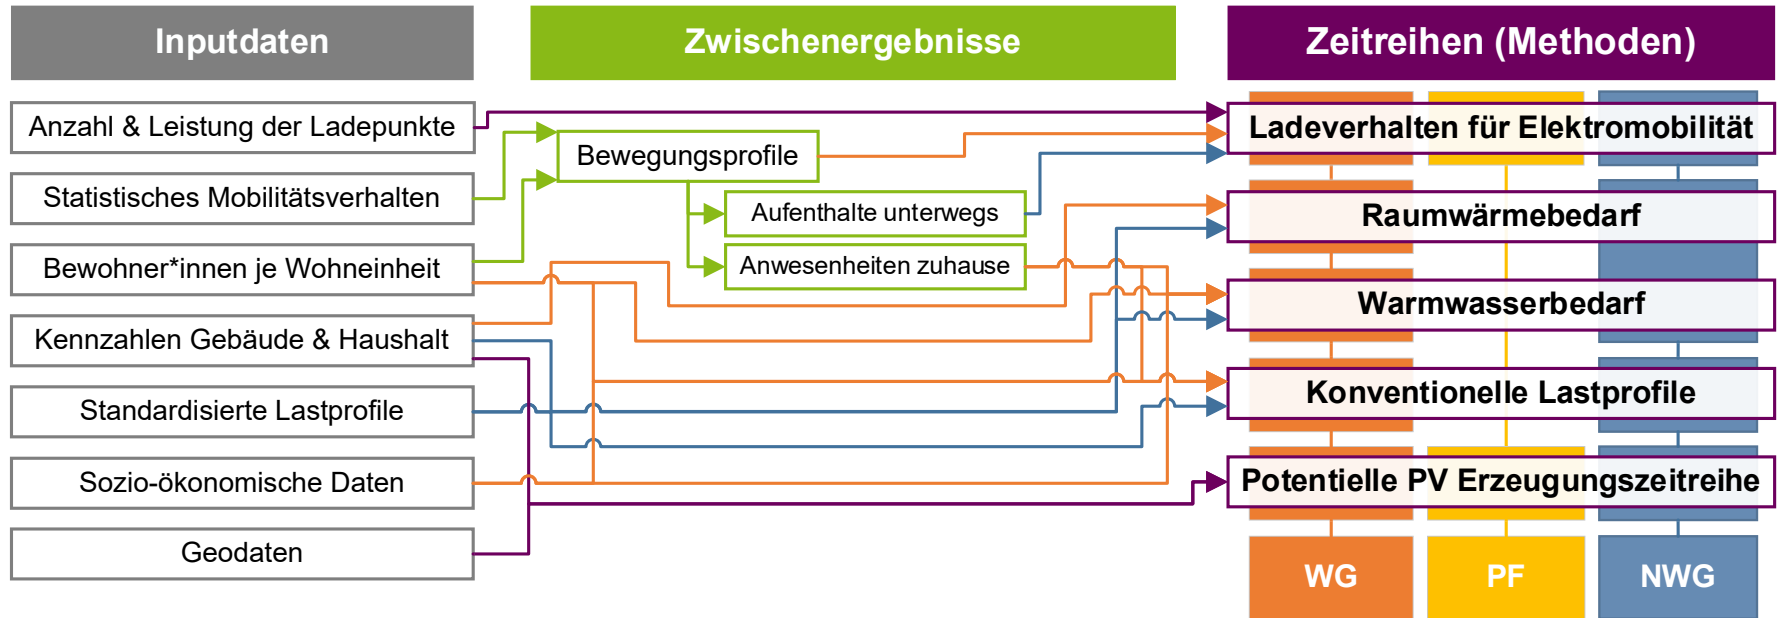 Inputdaten
Zwischenergebnisse
Zeitreihen (Methoden)
Anzahl & Leistung der Ladepunkte
Statistisches Mobilitätsverhalten
Bewohner*innen je Wohneinheit
Kennzahlen Gebäude & Haushalt
Standardisierte Lastprofile
Sozio-ökonomische Daten
Geodaten
Bewegungsprofile
Aufenthalte unterwegs
Anwesenheiten zuhause
Ladeverhalten für Elektromobilität
Raumwärmebedarf
Warmwasserbedarf
Konventionelle Lastprofile
Potentielle PV Erzeugungszeitreihe
WG
PF
NWG